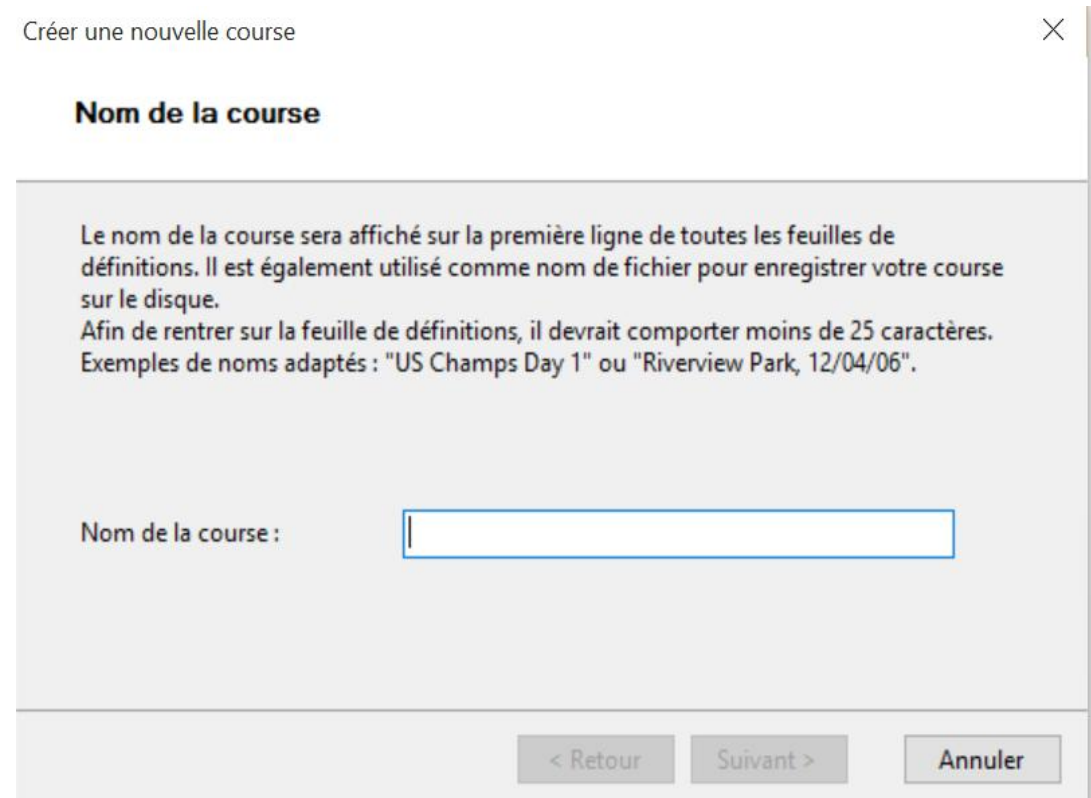 Créer une nouvelle course
Nom de la course
Le nom de la course sera affiché sur la première ligne de toutes les feuilles de
définitions. Il est également utilisé comme nom de fichier pour enregistrer votre course
sur le disque.
Afin de rentrer sur la feuille de définitions, il devrait comporter moins de 25 caractères.
Exemples de noms adaptés : "US Champs Day 1" ou "Riverview Park, 12/04/06".
Nom de la course :
< Retour Suivant > Annuler